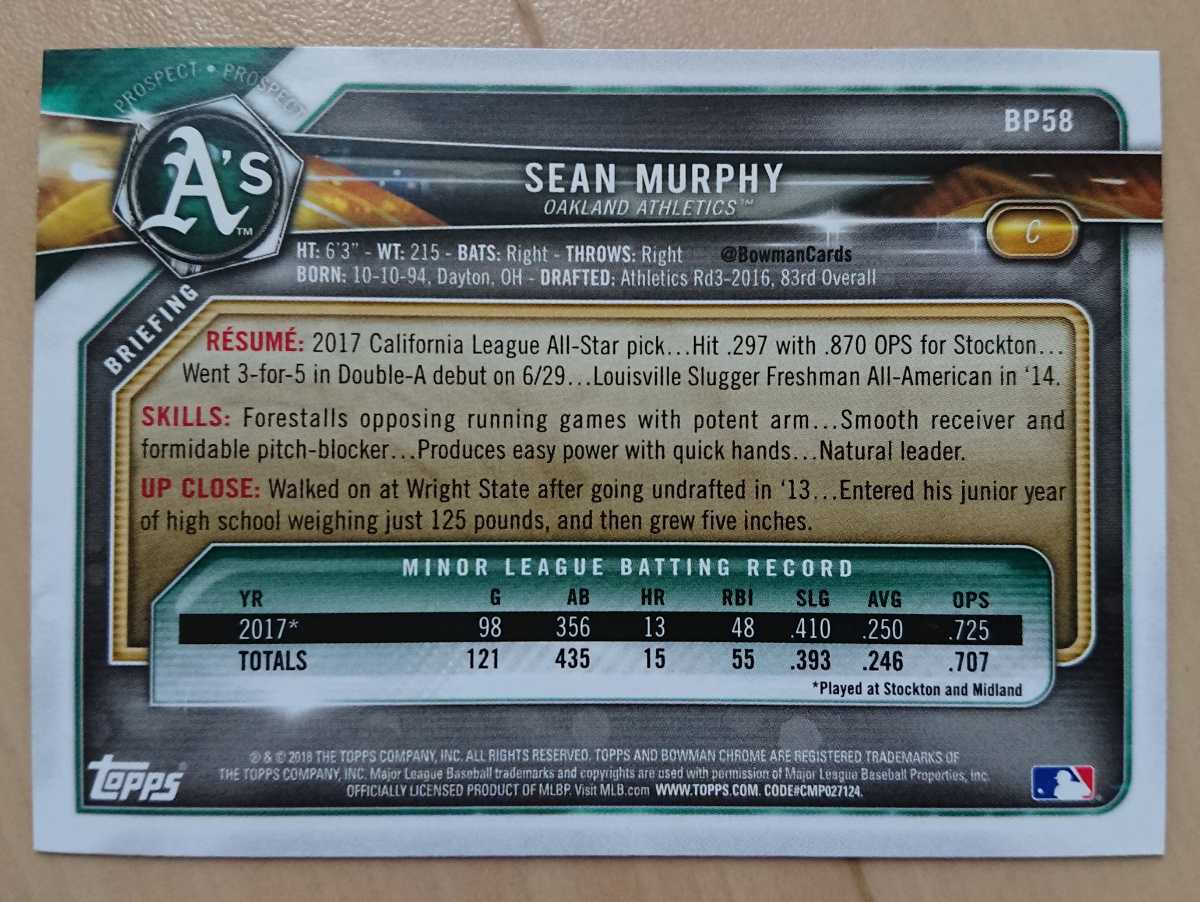 PROSPECT • PROSPECT
A's™
BP58
SEAN MURPHY
OAKLAND ATHLETICS™
C
HT: 6'3" - WT: 215 - BATS: Right - THROWS: Right @BowmanCards
BORN: 10-10-94, Dayton, OH - DRAFTED: Athletics Rd3-2016, 83rd Overall
BRIEFING
RÉSUMÉ: 2017 California League All-Star pick...Hit .297 with .870 OPS for Stockton...
Went 3-for-5 in Double-A debut on 6/29...Louisville Slugger Freshman All-American in '14.
SKILLS: Forestalls opposing running games with potent arm...Smooth receiver and
formidable pitch-blocker...Produces easy power with quick hands...Natural leader.
UP CLOSE: Walked on at Wright State after going undrafted in '13...Entered his junior year
of high school weighing just 125 pounds, and then grew five inches.
MINOR LEAGUE BATTING RECORD
YR G AB HR RBI SLG AVG OPS
2017* 98 356 13 48 .410 .250 .725
TOTALS 121 435 15 55 .393 .246 .707
*Played at Stockton and Midland
topps
℗ & © 2018 THE TOPPS COMPANY, INC. ALL RIGHTS RESERVED. TOPPS AND BOWMAN CHROME ARE REGISTERED TRADEMARKS OF
THE TOPPS COMPANY, INC. Major League Baseball trademarks and copyrights are used with permission of Major League Baseball Properties, Inc.
OFFICIALLY LICENSED PRODUCT OF MLBP. Visit MLB.com WWW.TOPPS.COM. CODE#CMP027124.